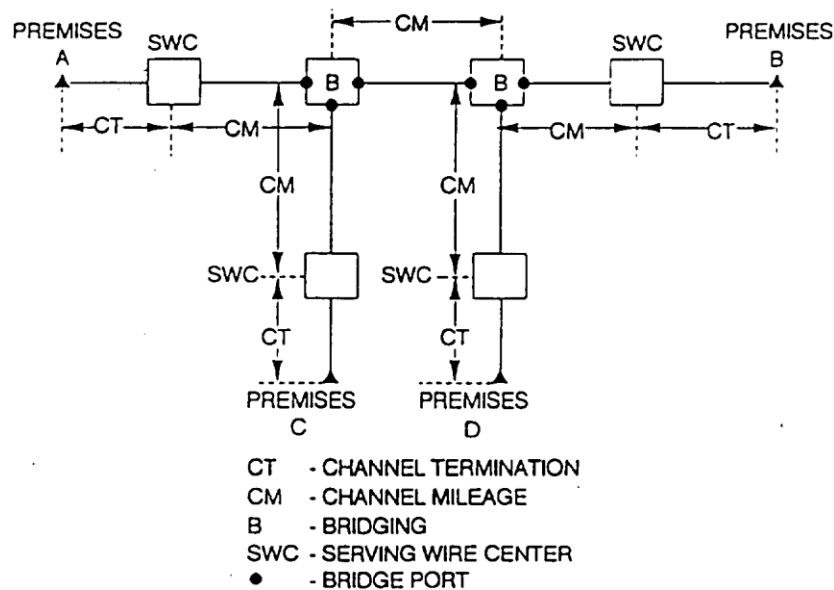 PREMISES A
SWC
CM
SWC
PREMISES B
B
B
CT
CM
CM
CT
CM
CM
SWC
SWC
CT
CT
PREMISES C
PREMISES D
CT - CHANNEL TERMINATION
CM - CHANNEL MILEAGE
B - BRIDGING
SWC - SERVING WIRE CENTER
● - BRIDGE PORT